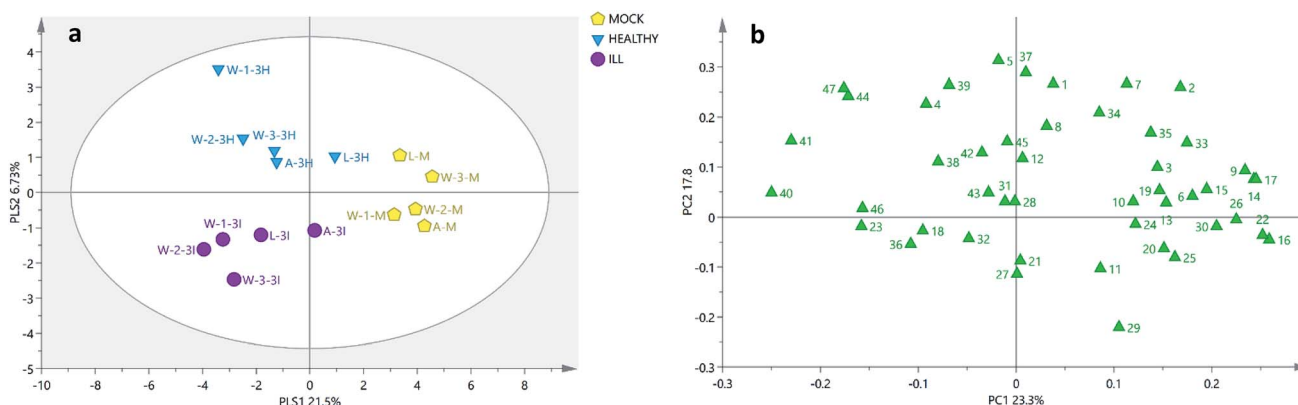 a
MOCK
HEALTHY
ILL
4
3
2
1
0
-1
-2
-3
-4
-5
W-1-3H
W-2-3H
W-3-3H
A-3H
L-3H
L-M
W-3-M
W-1-M
W-2-M
A-M
W-1-3I
W-2-3I
L-3I
A-3I
W-3-3I
-10 -8 -6 -4 -2 0 2 4 6 8
PLS1 21.5%
PLS2 6.73%
b
0.3
0.2
0.1
0
-0.1
-0.2
-0.3
5 37
47 44 39 1 7 2
4 34
8 35 33
41 45
42 12
38 3 9 17
40 43 31 28 19 6 15 14
46 10 13 26 22
23 18 24 30 16
36 32 20 25
21 11
27
29
-0.3 -0.2 -0.1 0 0.1 0.2
PC1 23.3%
PC2 17.8